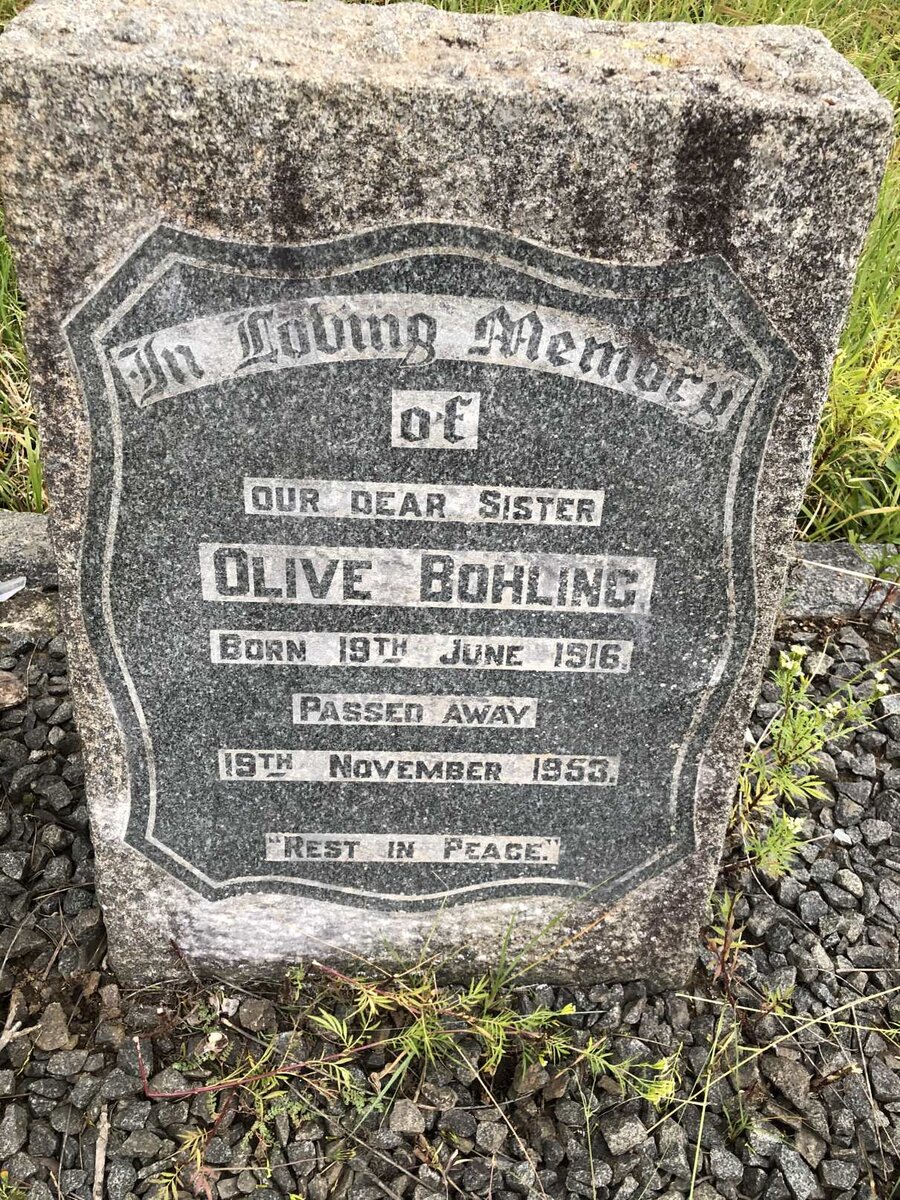 In Loving Memory
of
OUR DEAR SISTER
OLIVE BOHLING
BORN 19TH JUNE 1916.
PASSED AWAY
19TH NOVEMBER 1953.
"REST IN PEACE."